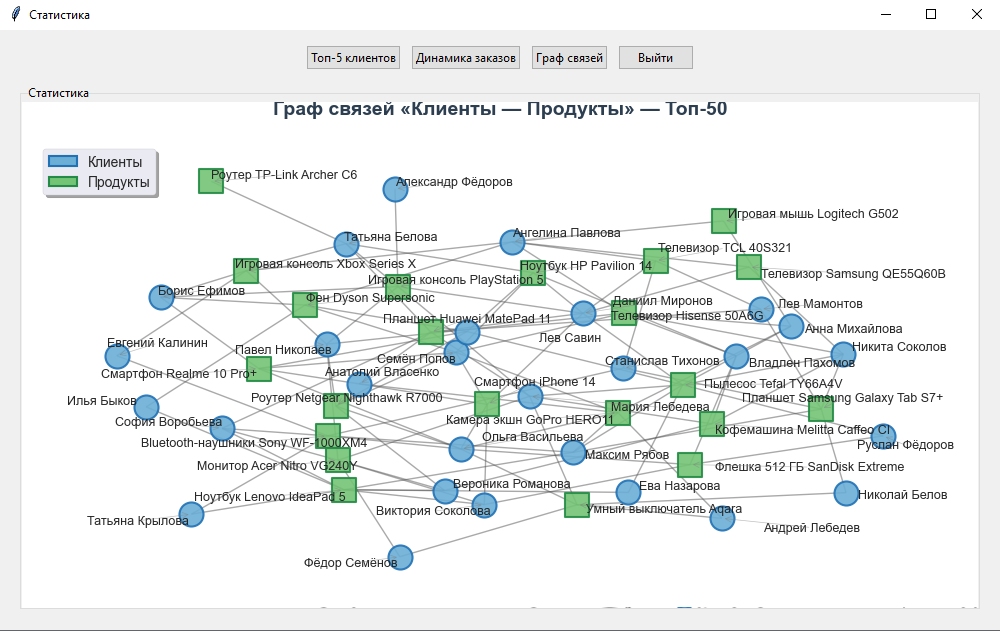 Статистика
Топ-5 клиентов
Динамика заказов
Граф связей
Выйти
Статистика
Граф связей «Клиенты — Продукты» — Топ-50
Клиенты
Продукты
Роутер TP-Link Archer C6
Александр Фёдоров
Игровая мышь Logitech G502
Татьяна Белова
Ангелина Павлова
Телевизор TCL 40S321
Игровая консоль Xbox Series X
Ноутбук HP Pavilion 14
Телевизор Samsung QE55Q60B
Игровая консоль PlayStation 5
Борис Ефимов
Фен Dyson Supersonic
Даниил Миронов
Лев Мамонтов
Планшет Huawei MatePad 11
Телевизор Hisense 50A6G
Анна Михайлова
Лев Савин
Евгений Калинин
Павел Николаев
Никита Соколов
Семён Попов
Станислав Тихонов
Владлен Пахомов
Смартфон Realme 10 Pro+
Анатолий Власенко
Смартфон iPhone 14
Пылесос Tefal TY66A4V
Илья Быков
Роутер Netgear Nighthawk R7000
Планшет Samsung Galaxy Tab S7+
Мария Лебедева
София Воробьева
Камера экшн GoPro HERO11
Кофемашина Melitta Caffeo CI
Bluetooth-наушники Sony WF-1000XM4
Ольга Васильева
Руслан Фёдоров
Максим Рябов
Монитор Acer Nitro VG240Y
Флешка 512 ГБ SanDisk Extreme
Вероника Романова
Ева Назарова
Ноутбук Lenovo IdeaPad 5
Николай Белов
Виктория Соколова
Умный выключатель Aqara
Татьяна Крылова
Андрей Лебедев
Фёдор Семёнов